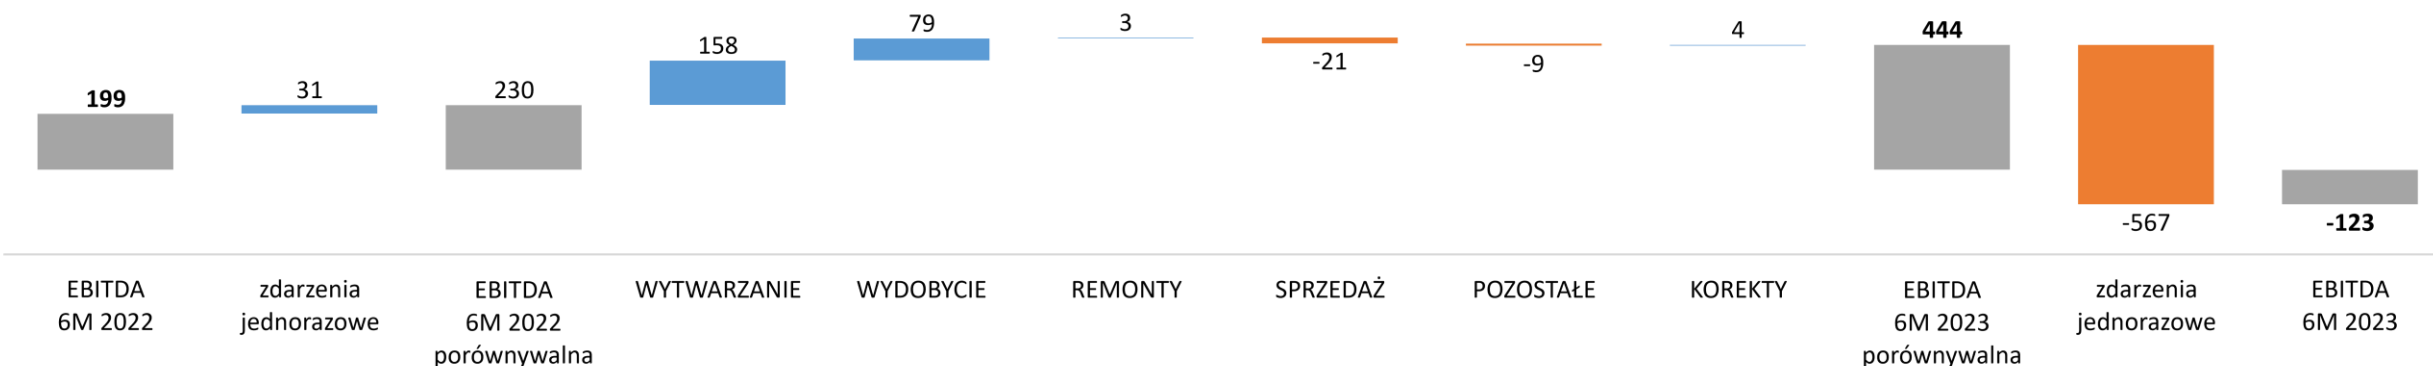 199
31
230
158
79
3
-21
-9
4
444
-567
-123
EBITDA
6M 2022
zdarzenia
jednorazowe
EBITDA
6M 2022
porównywalna
WYTWARZANIE
WYDOBYCIE
REMONTY
SPRZEDAŻ
POZOSTAŁE
KOREKTY
EBITDA
6M 2023
porównywalna
zdarzenia
jednorazowe
EBITDA
6M 2023